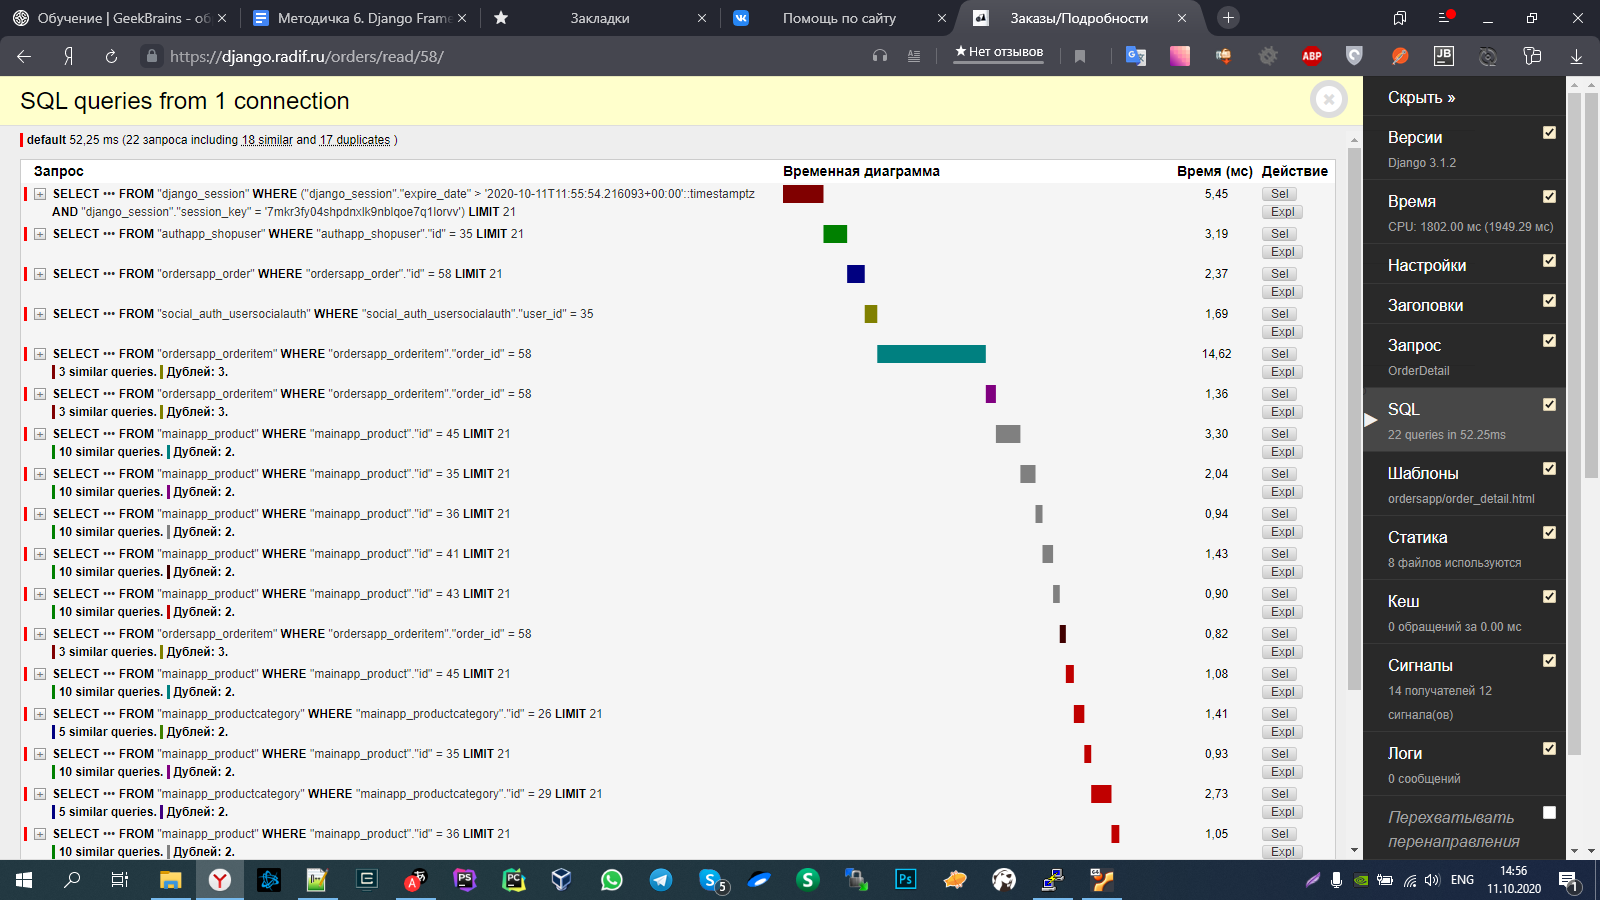 Обучение | GeekBrains - об
Методичка 6. Django Fram
Закладки
Помощь по сайту
Заказы/Подробности
https://django.radif.ru/orders/read/58/
★ Нет отзывов
ABP
JB
SQL queries from 1 connection
default 52,25 ms (22 запроса including 18 similar and 17 duplicates )
Запрос Временная диаграмма Время (мс) Действие
SELECT ••• FROM "django_session" WHERE ("django_session"."expire_date" > '2020-10-11T11:55:54.216093+00:00'::timestamptz 5,45 Sel
AND "django_session"."session_key" = '7mkr3fy04shpdnxlk9nblqoe7q1lorvv') LIMIT 21 Expl
SELECT ••• FROM "authapp_shopuser" WHERE "authapp_shopuser"."id" = 35 LIMIT 21 3,19 Sel
Expl
SELECT ••• FROM "ordersapp_order" WHERE "ordersapp_order"."id" = 58 LIMIT 21 2,37 Sel
Expl
SELECT ••• FROM "social_auth_usersocialauth" WHERE "social_auth_usersocialauth"."user_id" = 35 1,69 Sel
Expl
SELECT ••• FROM "ordersapp_orderitem" WHERE "ordersapp_orderitem"."order_id" = 58 14,62 Sel
3 similar queries. Дублей: 3. Expl
SELECT ••• FROM "ordersapp_orderitem" WHERE "ordersapp_orderitem"."order_id" = 58 1,36 Sel
3 similar queries. Дублей: 3. Expl
SELECT ••• FROM "mainapp_product" WHERE "mainapp_product"."id" = 45 LIMIT 21 3,30 Sel
10 similar queries. Дублей: 2. Expl
SELECT ••• FROM "mainapp_product" WHERE "mainapp_product"."id" = 35 LIMIT 21 2,04 Sel
10 similar queries. Дублей: 2. Expl
SELECT ••• FROM "mainapp_product" WHERE "mainapp_product"."id" = 36 LIMIT 21 0,94 Sel
10 similar queries. Дублей: 2. Expl
SELECT ••• FROM "mainapp_product" WHERE "mainapp_product"."id" = 41 LIMIT 21 1,43 Sel
10 similar queries. Дублей: 2. Expl
SELECT ••• FROM "mainapp_product" WHERE "mainapp_product"."id" = 43 LIMIT 21 0,90 Sel
10 similar queries. Дублей: 2. Expl
SELECT ••• FROM "ordersapp_orderitem" WHERE "ordersapp_orderitem"."order_id" = 58 0,82 Sel
3 similar queries. Дублей: 3. Expl
SELECT ••• FROM "mainapp_product" WHERE "mainapp_product"."id" = 45 LIMIT 21 1,08 Sel
10 similar queries. Дублей: 2. Expl
SELECT ••• FROM "mainapp_productcategory" WHERE "mainapp_productcategory"."id" = 26 LIMIT 21 1,41 Sel
5 similar queries. Дублей: 2. Expl
SELECT ••• FROM "mainapp_product" WHERE "mainapp_product"."id" = 35 LIMIT 21 0,93 Sel
10 similar queries. Дублей: 2. Expl
SELECT ••• FROM "mainapp_productcategory" WHERE "mainapp_productcategory"."id" = 29 LIMIT 21 2,73 Sel
5 similar queries. Дублей: 2. Expl
SELECT ••• FROM "mainapp_product" WHERE "mainapp_product"."id" = 36 LIMIT 21 1,05 Sel
10 similar queries. Дублей: 2. Expl
Скрыть »
Версии
Django 3.1.2
Время
CPU: 1802.00 мс (1949.29 мс)
Настройки
Заголовки
Запрос
OrderDetail
SQL
22 queries in 52.25ms
Шаблоны
ordersapp/order_detail.html
Статика
8 файлов используются
Кеш
0 обращений за 0.00 мс
Сигналы
14 получателей 12
сигнала(ов)
Логи
0 сообщений
Перехватывать
перенаправления
ENG
14:56
11.10.2020